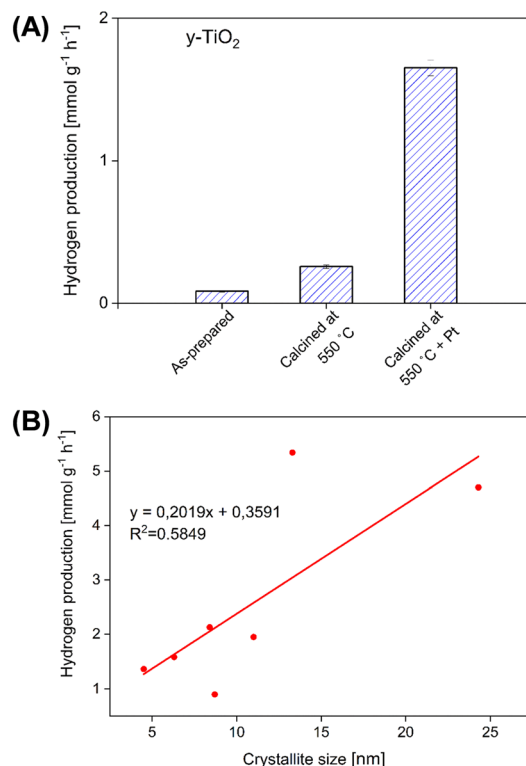 (A)
y-TiO₂
Hydrogen production [mmol g⁻¹ h⁻¹]
2
1
0
As-prepared
Calcined at
550 °C
Calcined at
550 °C + Pt
(B)
Hydrogen production [mmol g⁻¹ h⁻¹]
6
5
4
3
2
1
y = 0,2019x + 0,3591
R²=0.5849
5 10 15 20 25
Crystallite size [nm]